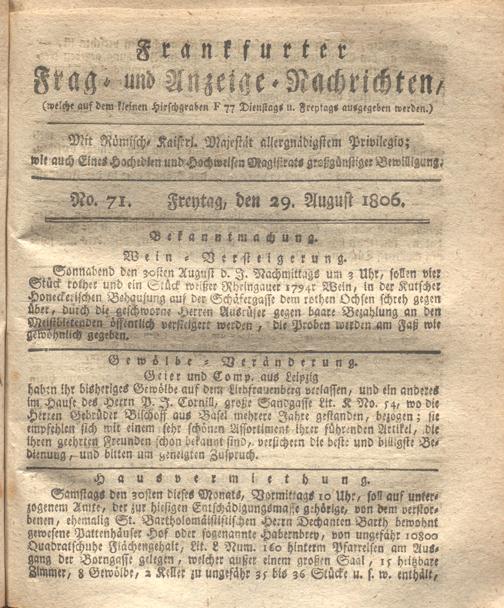 Frankfurter
Frag- und Anzeige-Nachrichten,
(welche auf dem kleinen Hirschgraben F 77 Dienstags u. Freytags ausgegeben werden.)
Mit Römisch- Kaiserl. Majestät allergnädigstem Privilegio;
wie auch Eines Hochedlen und Hochweisen Magistrats großgünstiger Bewilligung.
No. 71. Freytag, den 29. August 1806.
Bekanntmachung.
Wein-Versteigerung.
Sonnabend den 30sten August d. J. Nachmittags um 3 Uhr, sollen vier
Stück rother und ein Stück weißer Rhringauer 1794r Wein, in der Kutscher
Honeckerischen Behausung auf der Schäfergasse dem rothen Ochsen schreg gegen
über, durch die geschworne Herren Ausrüfer gegen baare Bezahlung an den
Meistbietenden öffentlich versteigert werden, die Proben werden am Faß wie
gewöhnlich gegeben.
Gewölbe-Veränderung.
Geier und Comp. aus Leipzig
haben ihr bisheriges Gewölbe auf dem Liebfrauenberg verlassen, und ein anderes
im Hause des Herrn P. J. Cornill, große Sandgasse Lit. K No. 54, wo die
Herren Gebrüder Bischoff aus Basel mehrere Jahre gestanden, bezogen; sie
empfehlen sich mit einem sehr schönen Assortiment ihrer führenden Artikel, die
ihren geehrten Freunden schon bekannt sind, versichern die beste und billigste Be-
dienung, und bitten um geneigten Zuspruch.
Hausvermiethung.
Samstags den 30sten dieses Monats, Vormittags 10 Uhr, soll auf unter-
zogenem Amte, der zur hiesigen Entschädigungsmasse gehörige, von dem verstor-
benen, ehemalig St. Bartholomäistiftischen Herrn Dechanten Barth bewohnt
gewesene Pattenhäuser Hof oder sogenannte Habernbrey, von ungefähr 10800
Quadratschuhe Flächengehalt, Lit. L Num. 160 hinterm Pfarreisen am Aus-
gang der Borngasse gelegen, welcher außer einem großen Saal, 15 heitzbare
Zimmer, 8 Gewölbe, 2 Keller zu ungefähr 35 bis 36 Stücke u. s. w. enthält,